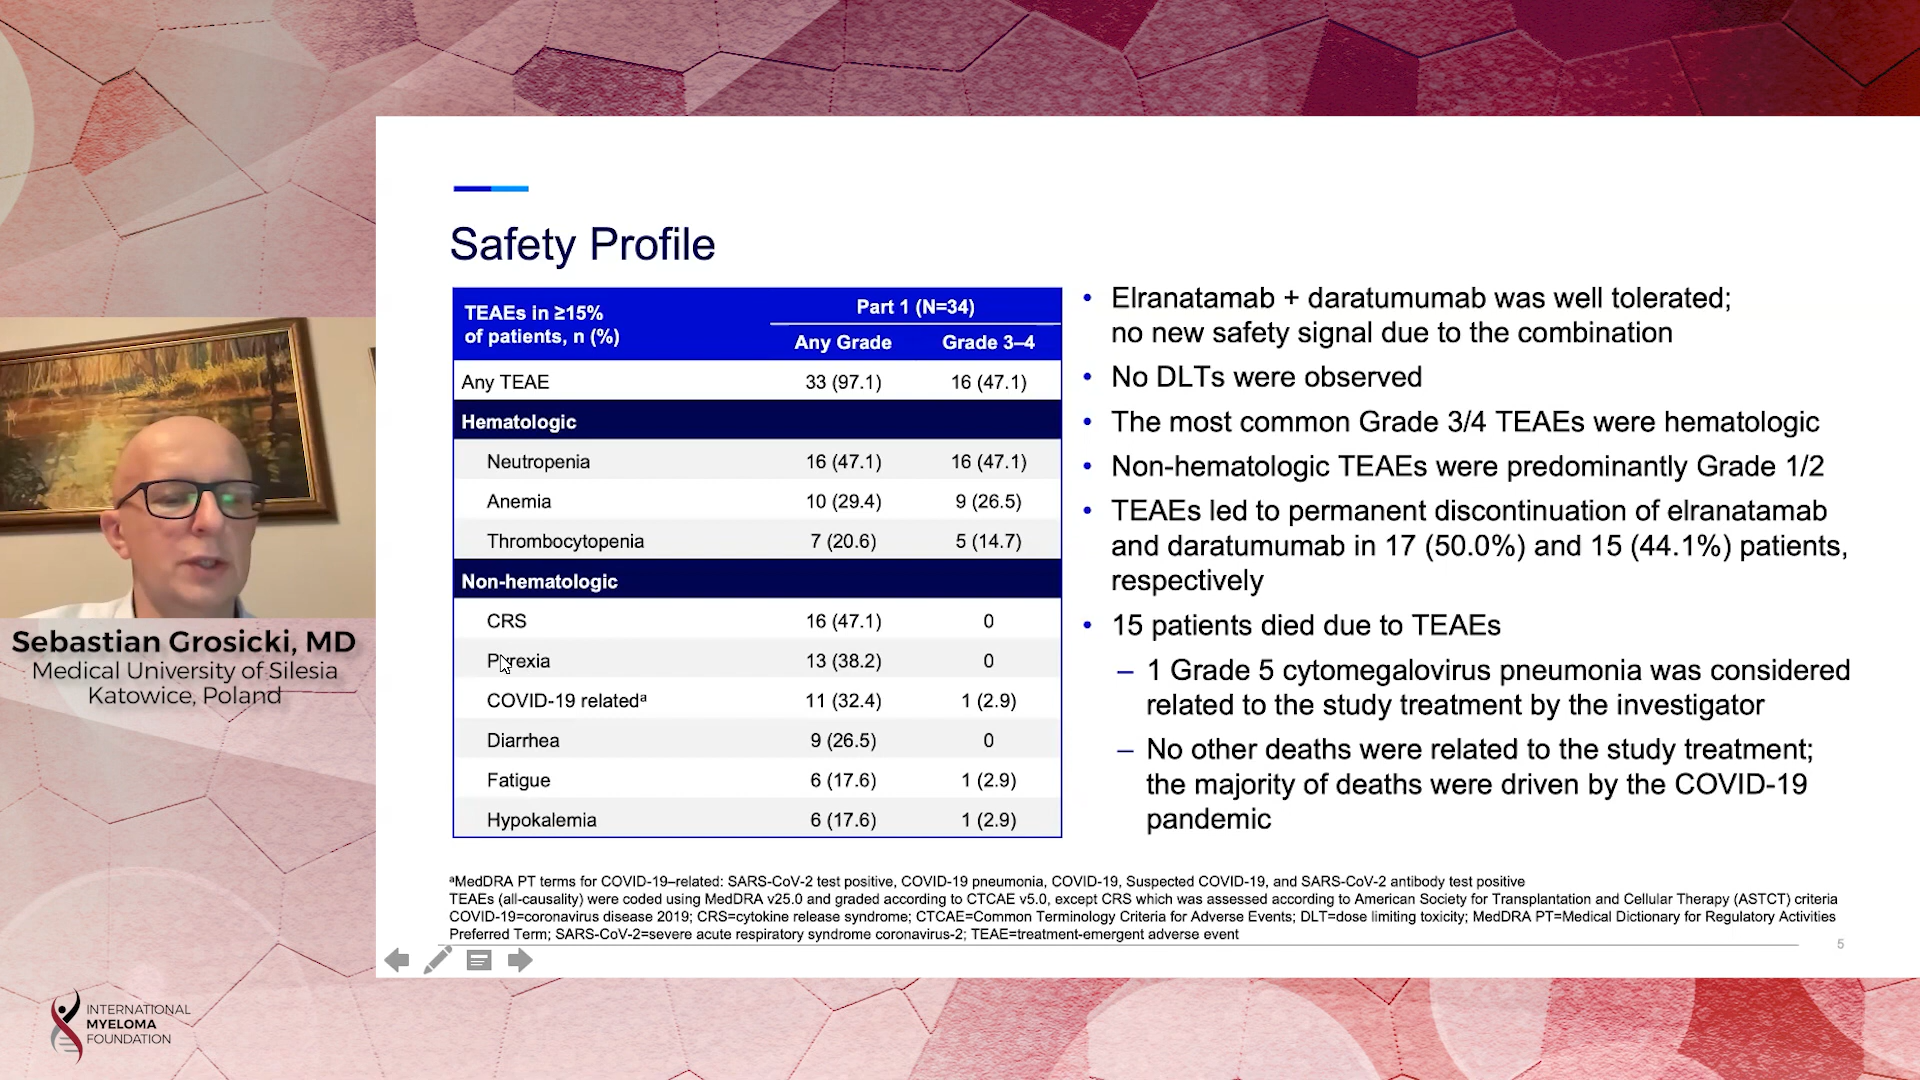 Safety Profile
TEAEs in ≥15%
of patients, n (%)
Part 1 (N=34)
Any Grade Grade 3–4
Any TEAE 33 (97.1) 16 (47.1)
Hematologic
Neutropenia 16 (47.1) 16 (47.1)
Anemia 10 (29.4) 9 (26.5)
Thrombocytopenia 7 (20.6) 5 (14.7)
Non-hematologic
CRS 16 (47.1) 0
Pyrexia 13 (38.2) 0
COVID-19 relatedᵃ 11 (32.4) 1 (2.9)
Diarrhea 9 (26.5) 0
Fatigue 6 (17.6) 1 (2.9)
Hypokalemia 6 (17.6) 1 (2.9)
• Elranatamab + daratumumab was well tolerated;
no new safety signal due to the combination
• No DLTs were observed
• The most common Grade 3/4 TEAEs were hematologic
• Non-hematologic TEAEs were predominantly Grade 1/2
• TEAEs led to permanent discontinuation of elranatamab
and daratumumab in 17 (50.0%) and 15 (44.1%) patients,
respectively
• 15 patients died due to TEAEs
– 1 Grade 5 cytomegalovirus pneumonia was considered
related to the study treatment by the investigator
– No other deaths were related to the study treatment;
the majority of deaths were driven by the COVID-19
pandemic
ᵃMedDRA PT terms for COVID-19–related: SARS-CoV-2 test positive, COVID-19 pneumonia, COVID-19, Suspected COVID-19, and SARS-CoV-2 antibody test positive
TEAEs (all-causality) were coded using MedDRA v25.0 and graded according to CTCAE v5.0, except CRS which was assessed according to American Society for Transplantation and Cellular Therapy (ASTCT) criteria
COVID-19=coronavirus disease 2019; CRS=cytokine release syndrome; CTCAE=Common Terminology Criteria for Adverse Events; DLT=dose limiting toxicity; MedDRA PT=Medical Dictionary for Regulatory Activities
Preferred Term; SARS-CoV-2=severe acute respiratory syndrome coronavirus-2; TEAE=treatment-emergent adverse event
5
Sebastian Grosicki, MD
Medical University of Silesia
Katowice, Poland
INTERNATIONAL
MYELOMA
FOUNDATION